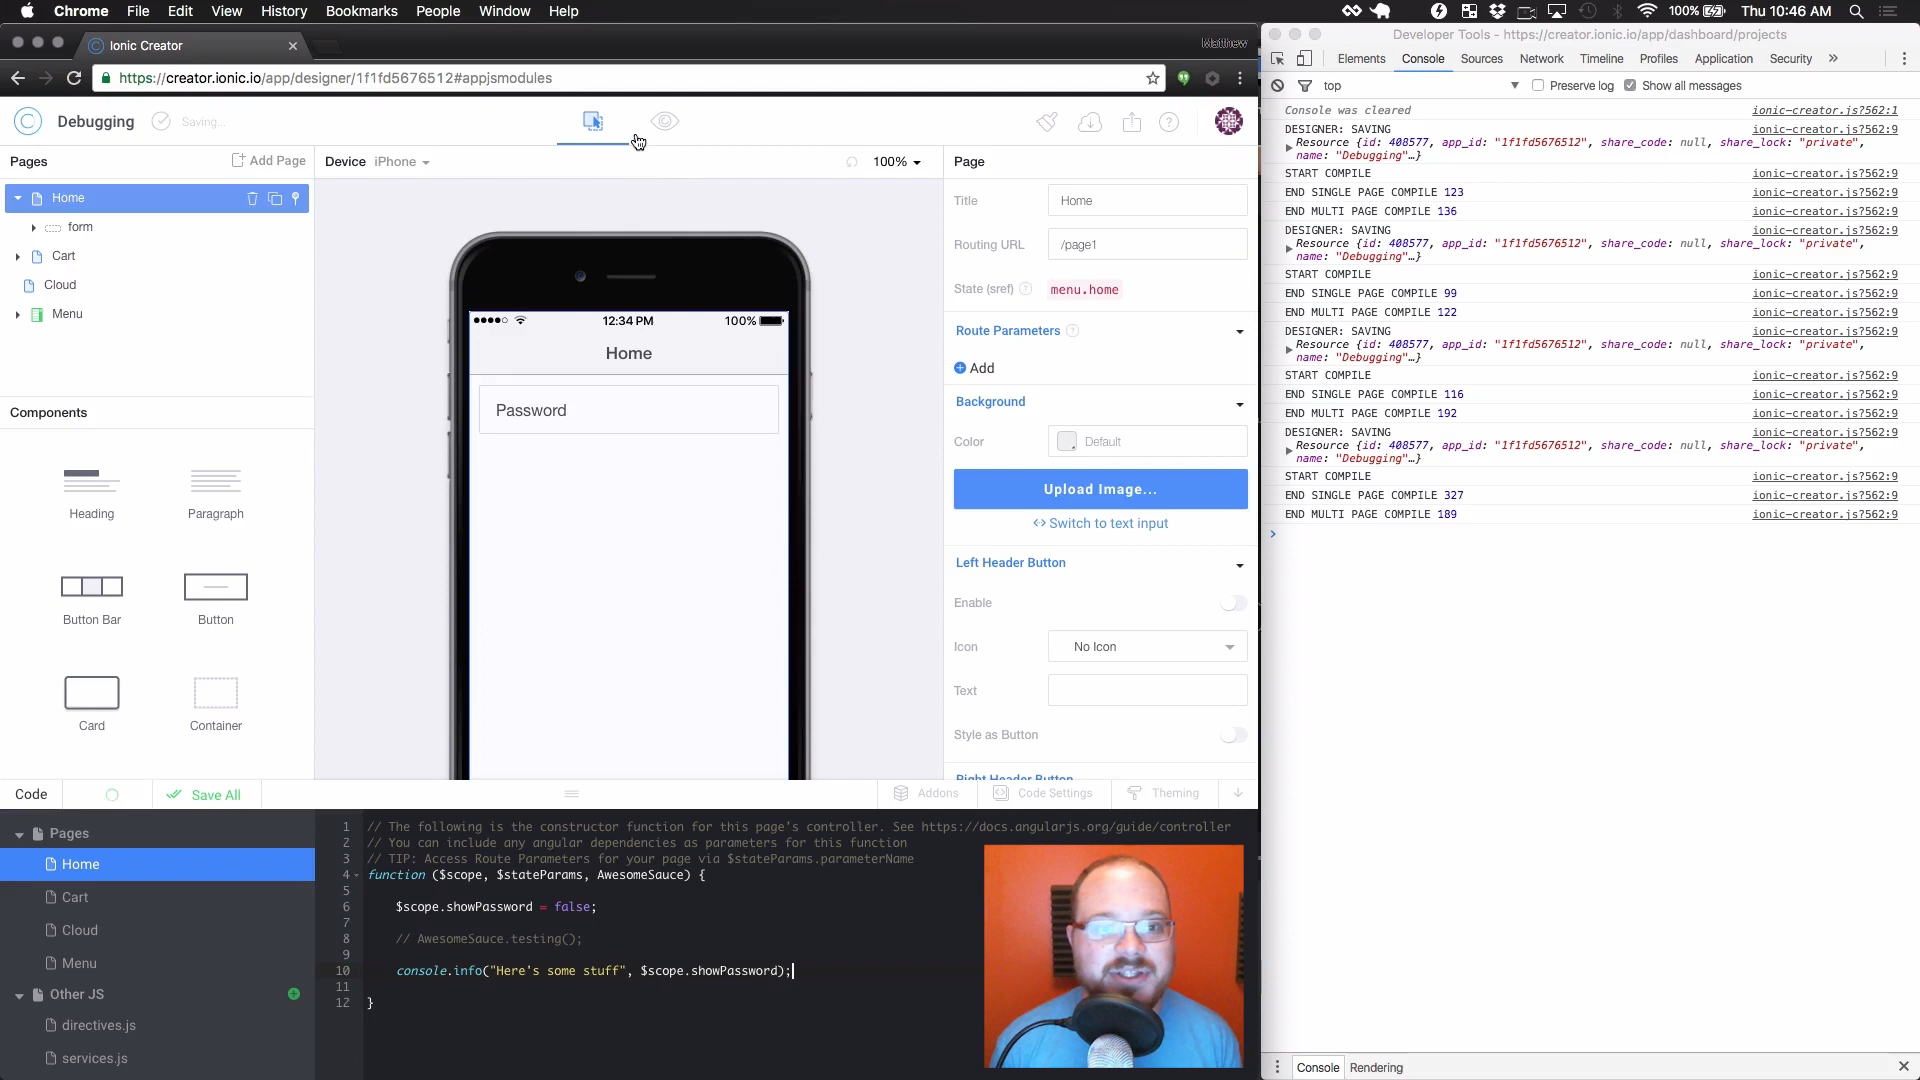 Chrome File Edit View History Bookmarks People Window Help
100% Thu 10:46 AM
Ionic Creator
Matthew
https://creator.ionic.io/app/designer/1f1fd5676512#appjsmodules
Debugging
Saving...
Pages
Add Page
Home
form
Cart
Cloud
Menu
Components
Heading
Paragraph
Button Bar
Button
Card
Container
Device iPhone
100%
12:34 PM
100%
Home
Password
Page
Title
Home
Routing URL
/page1
State (sref)
menu.home
Route Parameters
Add
Background
Color
Default
Upload Image...
Switch to text input
Left Header Button
Enable
Icon
No Icon
Text
Style as Button
Right Header Button
Code
Save All
Addons
Code Settings
Theming
Pages
Home
Cart
Cloud
Menu
Other JS
directives.js
services.js
1 // The following is the constructor function for this page's controller. See https://docs.angularjs.org/guide/controller
2 // You can include any angular dependencies as parameters for this function
3 // TIP: Access Route Parameters for your page via $stateParams.parameterName
4 function ($scope, $stateParams, AwesomeSauce) {
5
6 $scope.showPassword = false;
7
8 // AwesomeSauce.testing();
9
10 console.info("Here's some stuff", $scope.showPassword);
11
12 }
Developer Tools - https://creator.ionic.io/app/dashboard/projects
Elements Console Sources Network Timeline Profiles Application Security
top
Preserve log
Show all messages
Console was cleared ionic-creator.js?562:1
DESIGNER: SAVING ionic-creator.js?562:9
Resource {id: 408577, app_id: "1f1fd5676512", share_code: null, share_lock: "private",
name: "Debugging"…}
START COMPILE ionic-creator.js?562:9
END SINGLE PAGE COMPILE 123 ionic-creator.js?562:9
END MULTI PAGE COMPILE 136 ionic-creator.js?562:9
DESIGNER: SAVING ionic-creator.js?562:9
Resource {id: 408577, app_id: "1f1fd5676512", share_code: null, share_lock: "private",
name: "Debugging"…}
START COMPILE ionic-creator.js?562:9
END SINGLE PAGE COMPILE 99 ionic-creator.js?562:9
END MULTI PAGE COMPILE 122 ionic-creator.js?562:9
DESIGNER: SAVING ionic-creator.js?562:9
Resource {id: 408577, app_id: "1f1fd5676512", share_code: null, share_lock: "private",
name: "Debugging"…}
START COMPILE ionic-creator.js?562:9
END SINGLE PAGE COMPILE 116 ionic-creator.js?562:9
END MULTI PAGE COMPILE 192 ionic-creator.js?562:9
DESIGNER: SAVING ionic-creator.js?562:9
Resource {id: 408577, app_id: "1f1fd5676512", share_code: null, share_lock: "private",
name: "Debugging"…}
START COMPILE ionic-creator.js?562:9
END SINGLE PAGE COMPILE 327 ionic-creator.js?562:9
END MULTI PAGE COMPILE 189 ionic-creator.js?562:9
Console Rendering